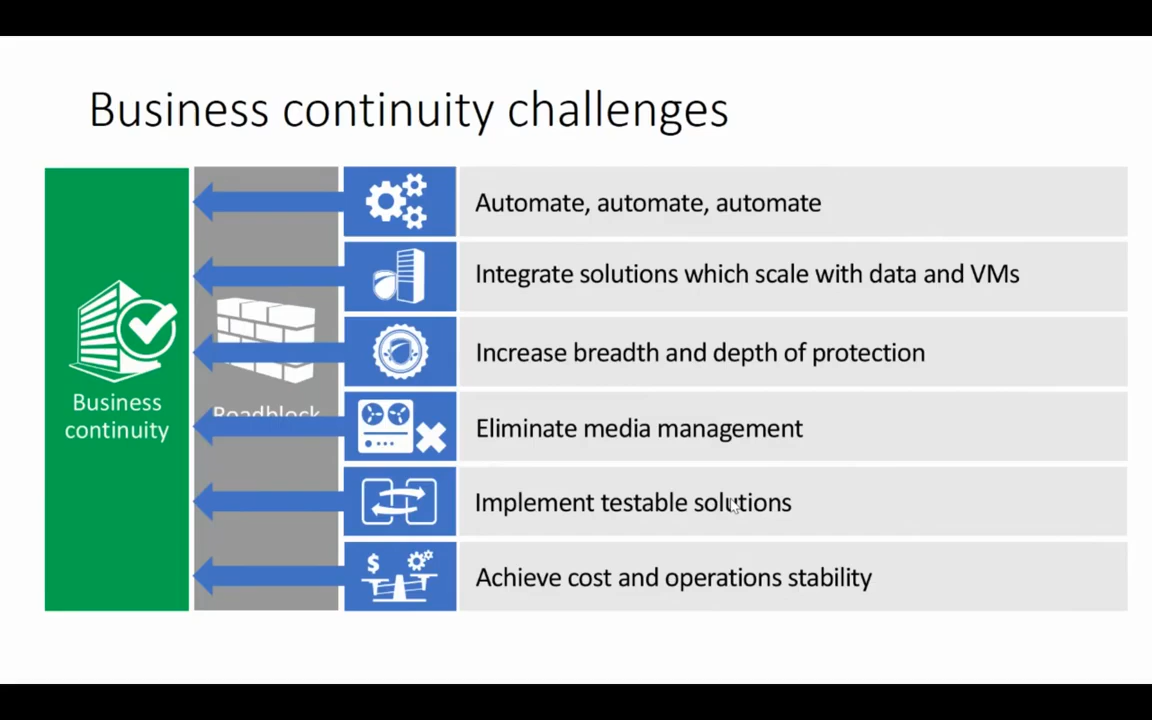 Business continuity challenges
Automate, automate, automate
Integrate solutions which scale with data and VMs
Increase breadth and depth of protection
Business
continuity
Roadblock
Eliminate media management
Implement testable solutions
$
Achieve cost and operations stability